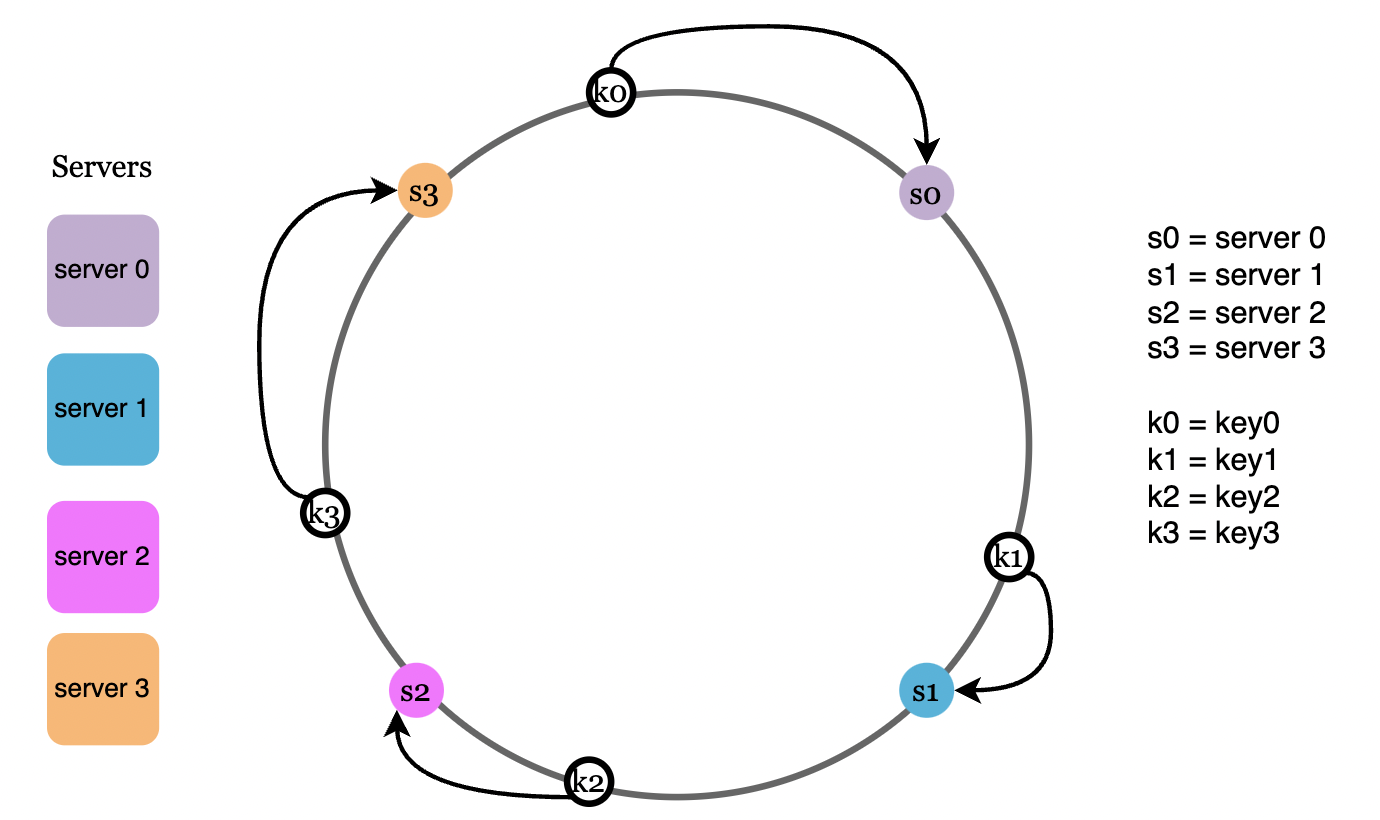 Servers
server 0
server 1
server 2
server 3
k0
s0
k1
s1
k2
s2
k3
s3
s0 = server 0
s1 = server 1
s2 = server 2
s3 = server 3
k0 = key0
k1 = key1
k2 = key2
k3 = key3